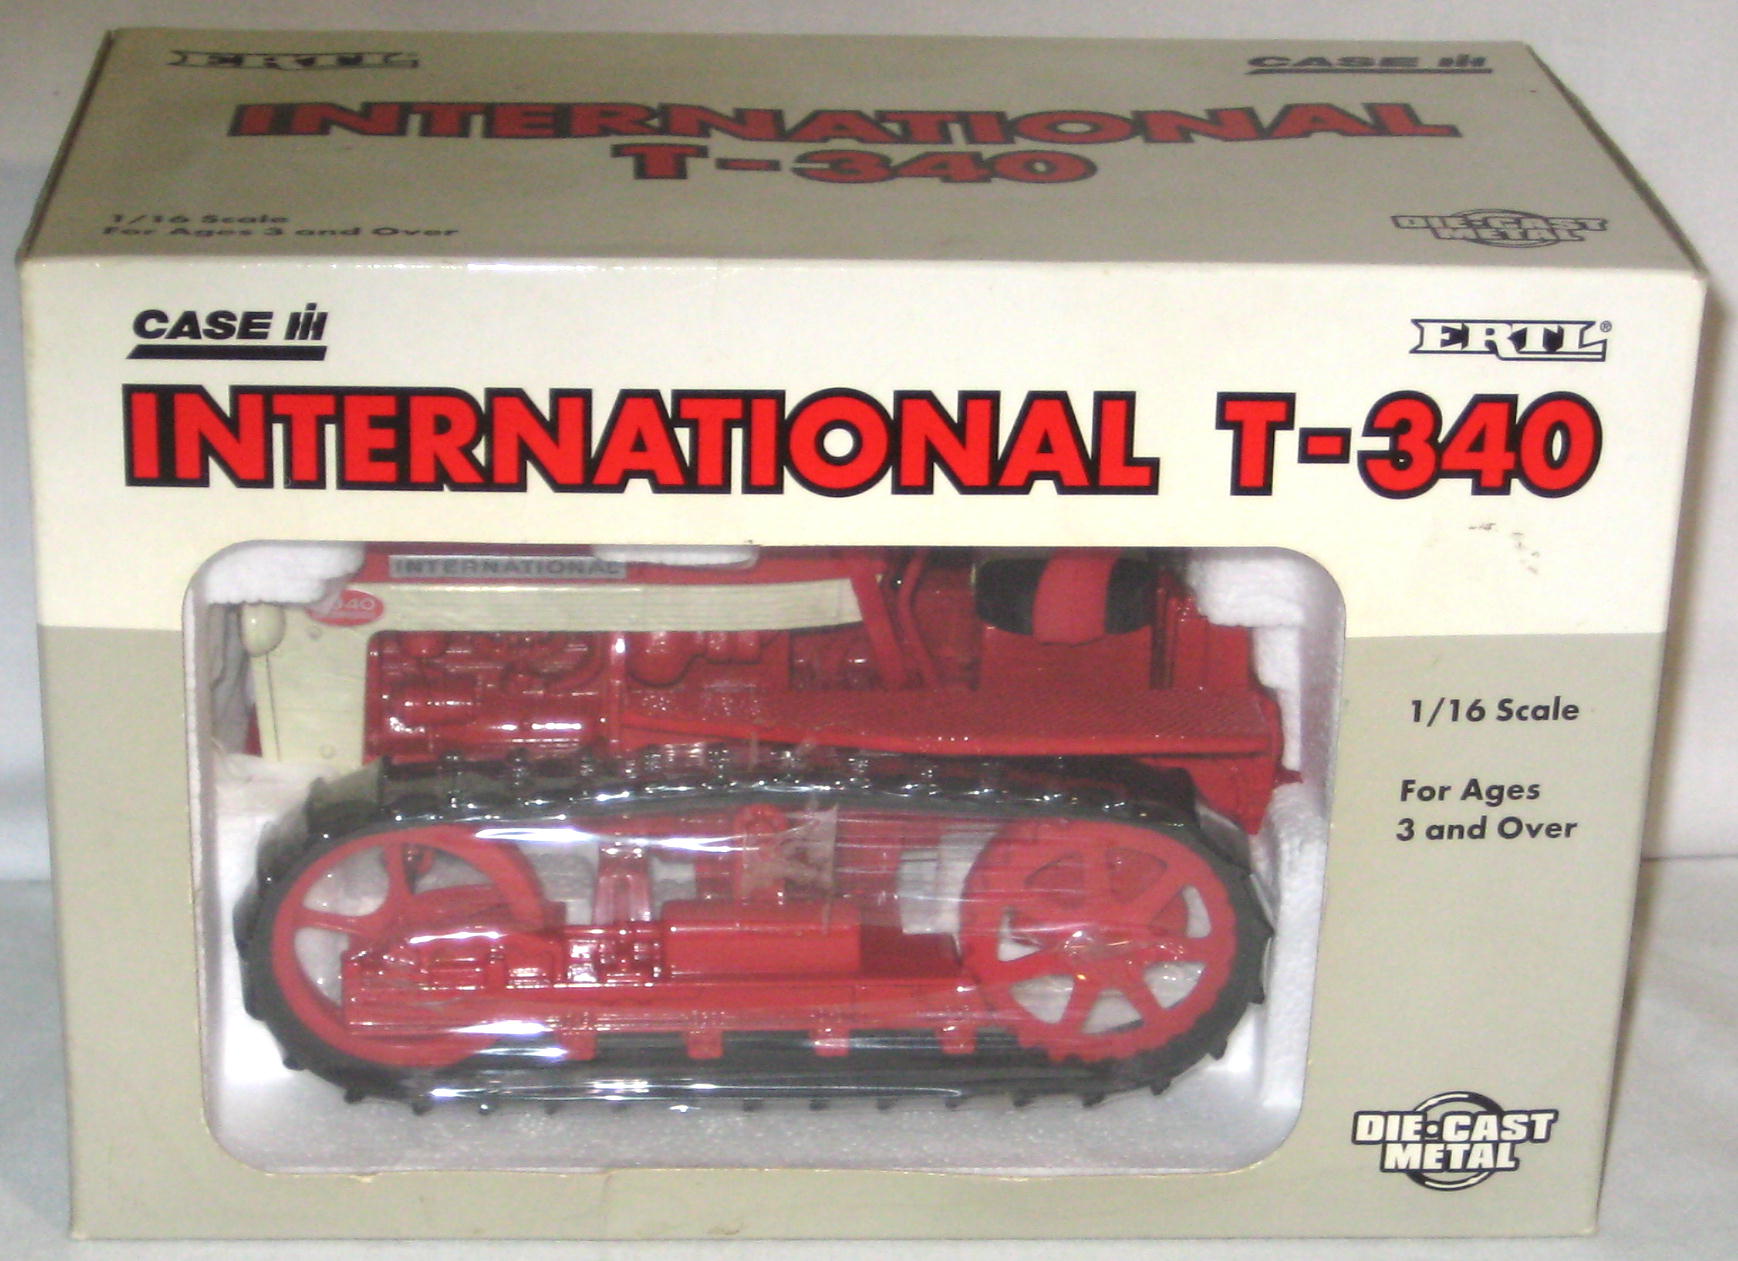 ERTL
CASE IH
INTERNATIONAL
T-340
1/16 Scale
For Ages 3 and Over
DIE-CAST
METAL
CASE IH
ERTL®
INTERNATIONAL T-340
INTERNATIONAL
340
1/16 Scale
For Ages
3 and Over
DIE-CAST
METAL